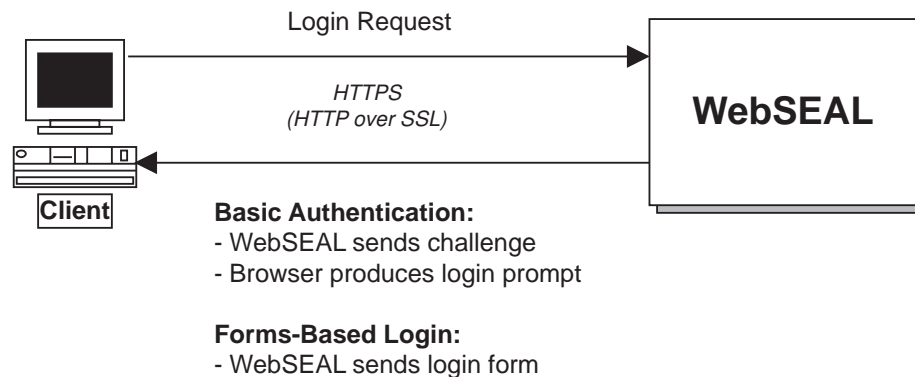 Login Request
HTTPS
(HTTP over SSL)
WebSEAL
Client
Basic Authentication:
- WebSEAL sends challenge
- Browser produces login prompt
Forms-Based Login:
- WebSEAL sends login form